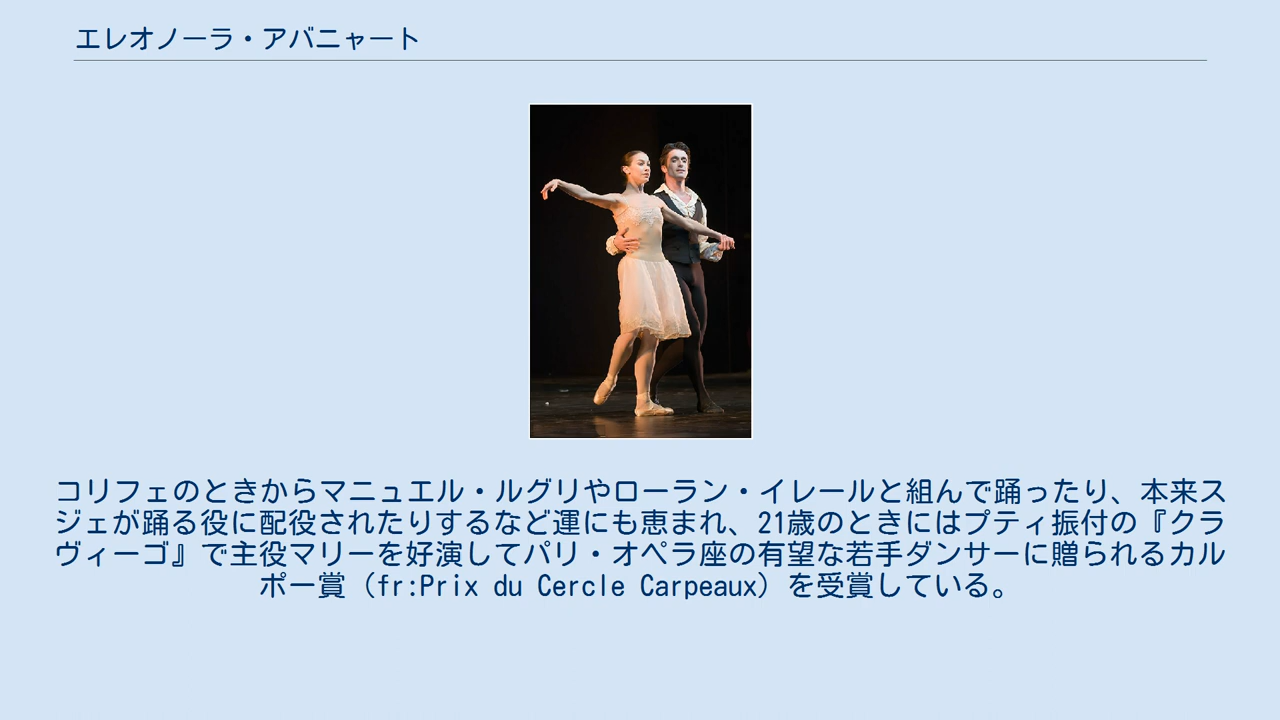 エレオノーラ・アバニャート
コリフェのときからマニュエル・ルグリやローラン・イレールと組んで踊ったり、本来ス
ジェが踊る役に配役されたりするなど運にも恵まれ、21歳のときにはプティ振付の『クラ
ヴィーゴ』で主役マリーを好演してパリ・オペラ座の有望な若手ダンサーに贈られるカル
ポー賞（fr:Prix du Cercle Carpeaux）を受賞している。